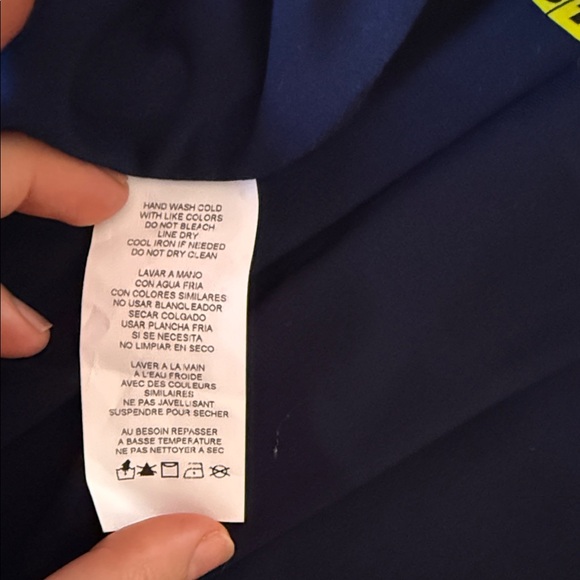 HAND WASH COLD
WITH LIKE COLORS
DO NOT BLEACH
LINE DRY
COOL IRON IF NEEDED
DO NOT DRY CLEAN
LAVAR A MANO
CON AGUA FRIA
CON COLORES SIMILARES
NO USAR BLANQUEADOR
SECAR COLGADO
USAR PLANCHA FRIA
SI SE NECESITA
NO LIMPIAR EN SECO
LAVER A LA MAIN
A L'EAU FROIDE
AVEC DES COULEURS
SIMILAIRES
NE PAS JAVELLISANT
SUSPENDRE POUR SECHER
AU BESOIN REPASSER
A BASSE TEMPERATURE
NE PAS NETTOYER A SEC